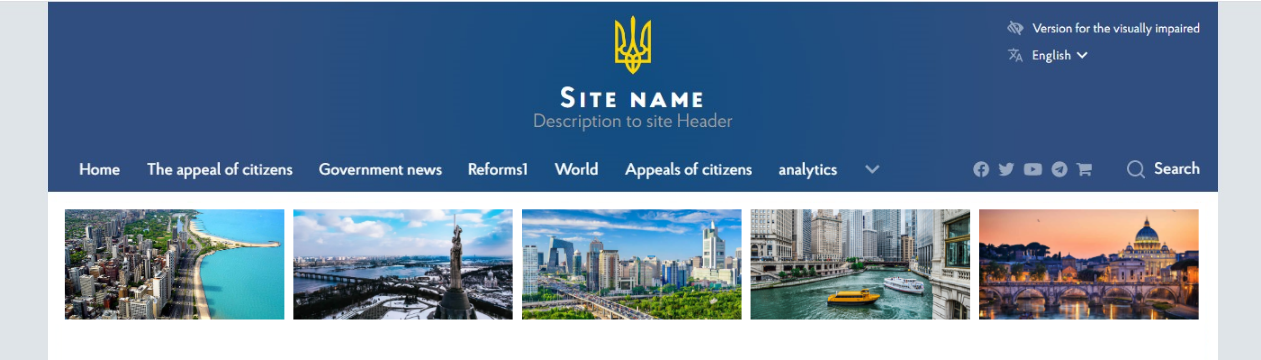 Version for the visually impaired
English
SITE NAME
Description to site Header
Home The appeal of citizens Government news Reforms1 World Appeals of citizens analytics Search